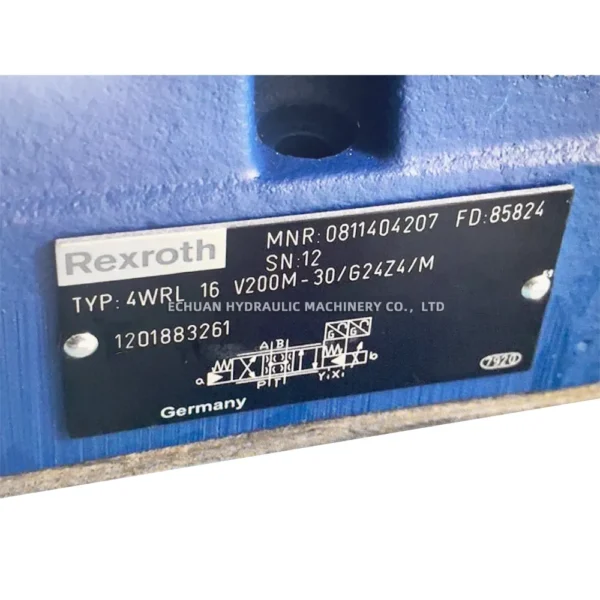 Rexroth
MNR: 0811404207 FD: 85824
SN: 12
TYP: 4WRL 16 V200M-30/G24Z4/M
ECHUAN HYDRAULIC MACHINERY CO., LTD
1201883261
A B
G G
a
b
P T
Y X
7920
Germany